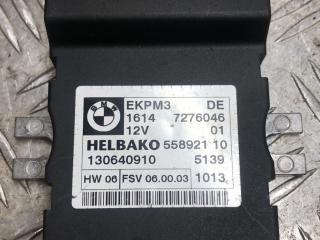 BMW
EKPM3 DE
1614 7276046
12V 01
HELBAKO 558921 10
130640910 5139
HW 06 FSV 06.00.03 1013